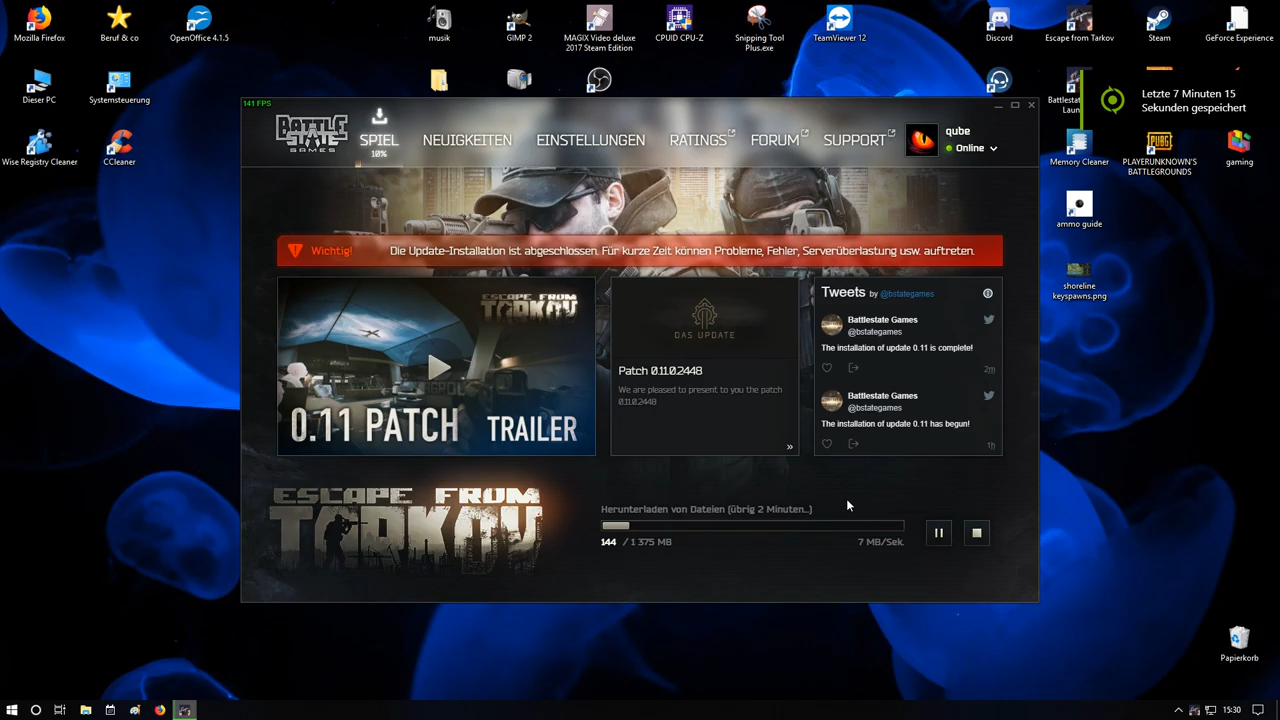 Mozilla Firefox
Beruf & co
OpenOffice 4.1.5
musik
GIMP 2
MAGIX Video deluxe
2017 Steam Edition
CPUID CPU-Z
Snipping Tool
Plus.exe
TeamViewer 12
Discord
Escape from Tarkov
Steam
GeForce Experience
Dieser PC
Systemsteuerung
Battlestate
Laun
Letzte 7 Minuten 15
Sekunden gespeichert
Wise Registry Cleaner
CCleaner
Memory Cleaner
PUBG
PLAYERUNKNOWN'S
BATTLEGROUNDS
gaming
ammo guide
shoreline
keyspawns.png
141 FPS
BATTLE
STATE
GAMES
SPIEL
10%
NEUIGKEITEN
EINSTELLUNGEN
RATINGS
FORUM
SUPPORT
qube
Online
Wichtig!
Die Update-Installation ist abgeschlossen. Für kurze Zeit können Probleme, Fehler, Serverüberlastung usw. auftreten.
ESCAPE FROM
TARKOV
0.11 PATCH TRAILER
DAS UPDATE
Patch 0.11.0.2448
We are pleased to present to you the patch
0.11.0.2448
»
Tweets by @bstategames
Battlestate Games
@bstategames
The installation of update 0.11 is complete!
2m
Battlestate Games
@bstategames
The installation of update 0.11 has begun!
1h
ESCAPE FROM
TARKOV
Herunterladen von Dateien (übrig 2 Minuten...)
144 / 1 375 MB
7 MB/Sek.
Papierkorb
15:30